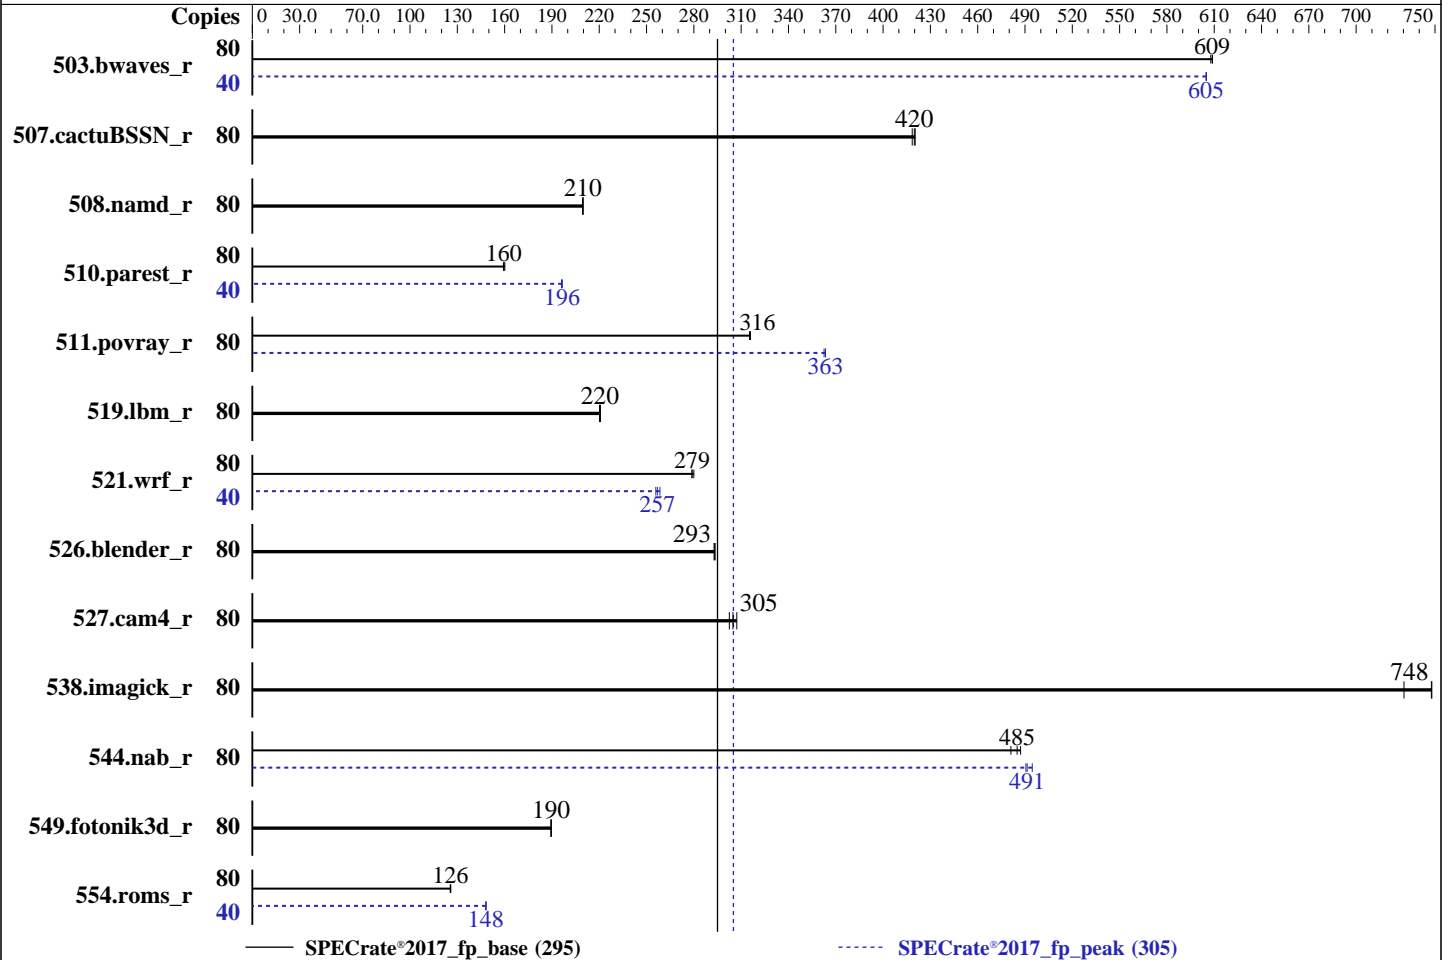 Copies 0 30.0 70.0 100 130 160 190 220 250 280 310 340 370 400 430 460 490 520 550 580 610 640 670 700 750
503.bwaves_r 80 609
40 605
507.cactuBSSN_r 80 420
508.namd_r 80 210
510.parest_r 80 160
40 196
511.povray_r 80 316
363
519.lbm_r 80 220
521.wrf_r 80 279
40 257
526.blender_r 80 293
527.cam4_r 80 305
538.imagick_r 80 748
544.nab_r 80 485
491
549.fotonik3d_r 80 190
554.roms_r 80 126
40 148
SPECrate®2017_fp_base (295) SPECrate®2017_fp_peak (305)